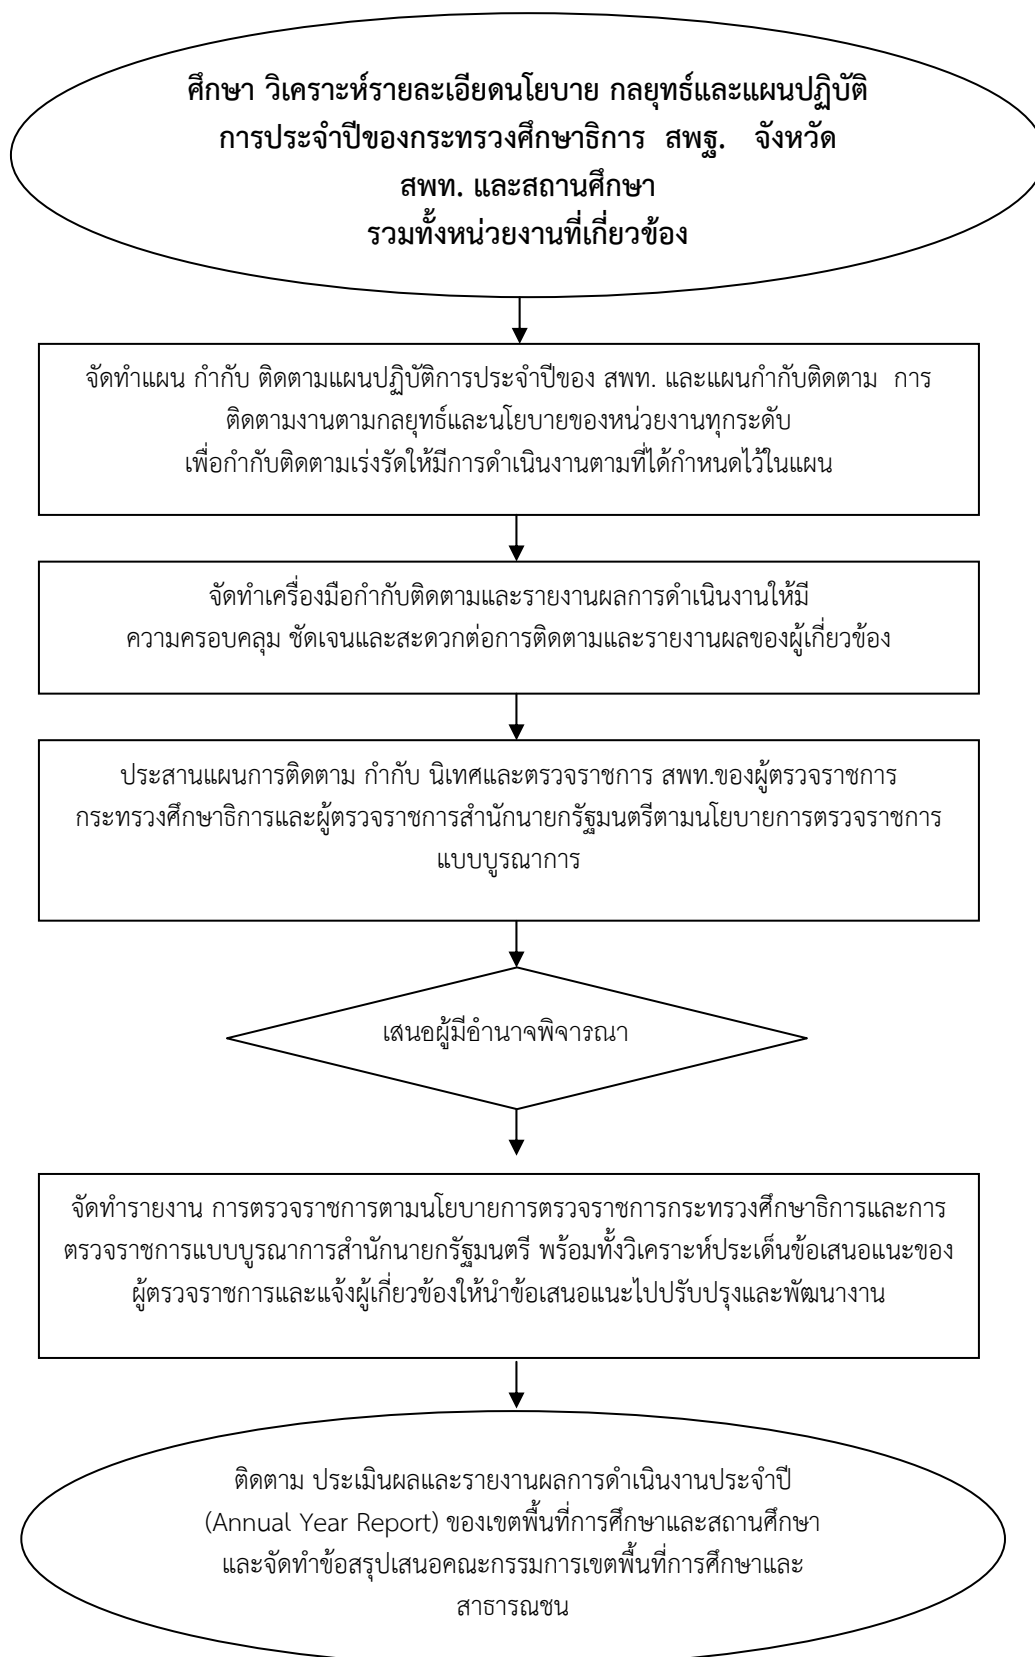 ศึกษา วิเคราะห์รายละเอียดนโยบาย กลยุทธ์และแผนปฏิบัติ
การประจำปีของกระทรวงศึกษาธิการ สพฐ. จังหวัด
สพท. และสถานศึกษา
รวมทั้งหน่วยงานที่เกี่ยวข้อง
จัดทำแผน กำกับ ติดตามแผนปฏิบัติการประจำปีของ สพท. และแผนกำกับติดตาม การ
ติดตามงานตามกลยุทธ์และนโยบายของหน่วยงานทุกระดับ
เพื่อกำกับติดตามเร่งรัดให้มีการดำเนินงานตามที่ได้กำหนดไว้ในแผน
จัดทำเครื่องมือกำกับติดตามและรายงานผลการดำเนินงานให้มี
ความครอบคลุม ชัดเจนและสะดวกต่อการติดตามและรายงานผลของผู้เกี่ยวข้อง
ประสานแผนการติดตาม กำกับ นิเทศและตรวจราชการ สพท.ของผู้ตรวจราชการ
กระทรวงศึกษาธิการและผู้ตรวจราชการสำนักนายกรัฐมนตรีตามนโยบายการตรวจราชการ
แบบบูรณาการ
เสนอผู้มีอำนาจพิจารณา
จัดทำรายงาน การตรวจราชการตามนโยบายการตรวจราชการกระทรวงศึกษาธิการและการ
ตรวจราชการแบบบูรณาการสำนักนายกรัฐมนตรี พร้อมทั้งวิเคราะห์ประเด็นข้อเสนอแนะของ
ผู้ตรวจราชการและแจ้งผู้เกี่ยวข้องให้นำข้อเสนอแนะไปปรับปรุงและพัฒนางาน
ติดตาม ประเมินผลและรายงานผลการดำเนินงานประจำปี
(Annual Year Report) ของเขตพื้นที่การศึกษาและสถานศึกษา
และจัดทำข้อสรุปเสนอคณะกรรมการเขตพื้นที่การศึกษาและ
สาธารณชน